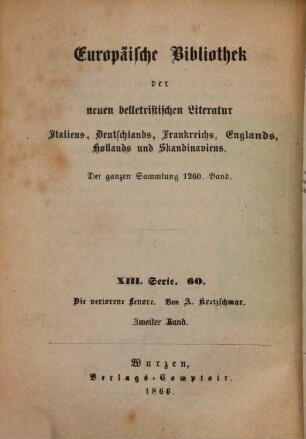 Europäische Bibliothek
der
neuen belletristischen Literatur
Italiens, Deutschlands, Frankreichs, Englands,
Hollands und Skandinaviens.
Der ganzen Sammlung 1260. Band.
XIII. Serie. 60.
Die verlorene Lenore. Von A. Kretzschmar.
Zweiter Band.
Wurzen,
Verlags-Comptoir.
1866.